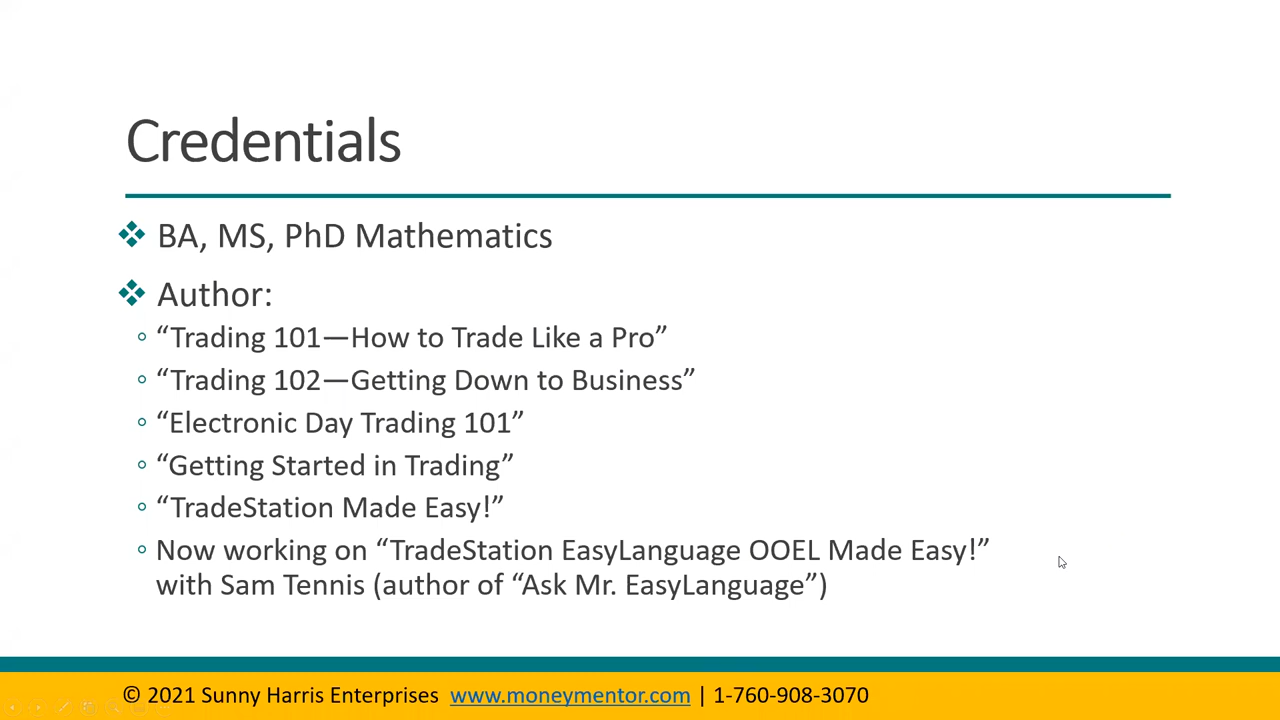 Credentials
BA, MS, PhD Mathematics
Author:
“Trading 101—How to Trade Like a Pro”
“Trading 102—Getting Down to Business”
“Electronic Day Trading 101”
“Getting Started in Trading”
“TradeStation Made Easy!”
Now working on “TradeStation EasyLanguage OOEL Made Easy!”
with Sam Tennis (author of “Ask Mr. EasyLanguage”)
© 2021 Sunny Harris Enterprises www.moneymentor.com | 1-760-908-3070